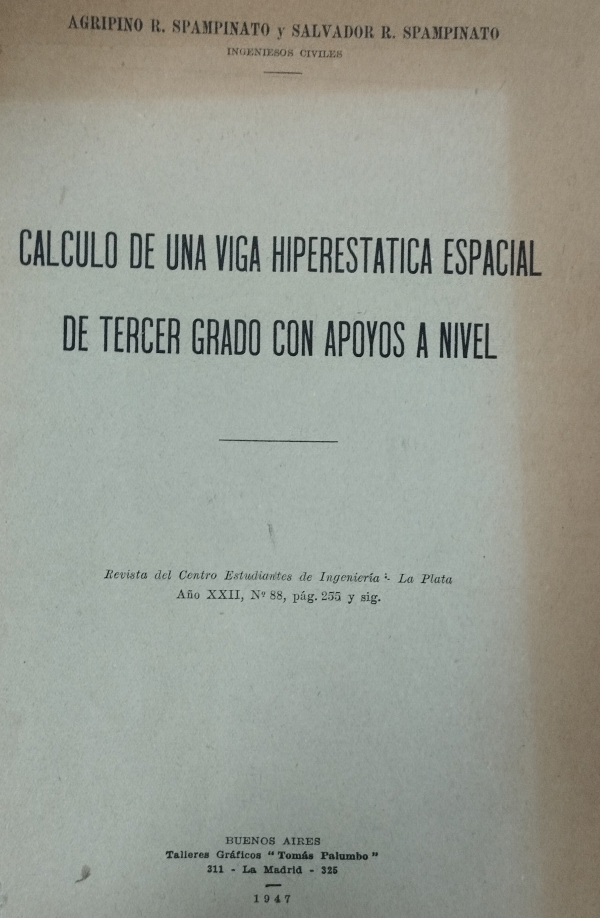 AGRIPINO R. SPAMPINATO y SALVADOR R. SPAMPINATO
INGENIESOS CIVILES
CALCULO DE UNA VIGA HIPERESTATICA ESPACIAL
DE TERCER GRADO CON APOYOS A NIVEL
Revista del Centro Estudiantes de Ingeniería - La Plata
Año XXII, Nº 88, pág. 255 y sig.
BUENOS AIRES
Talleres Gráficos "Tomás Palumbo"
311 - La Madrid - 325
1947